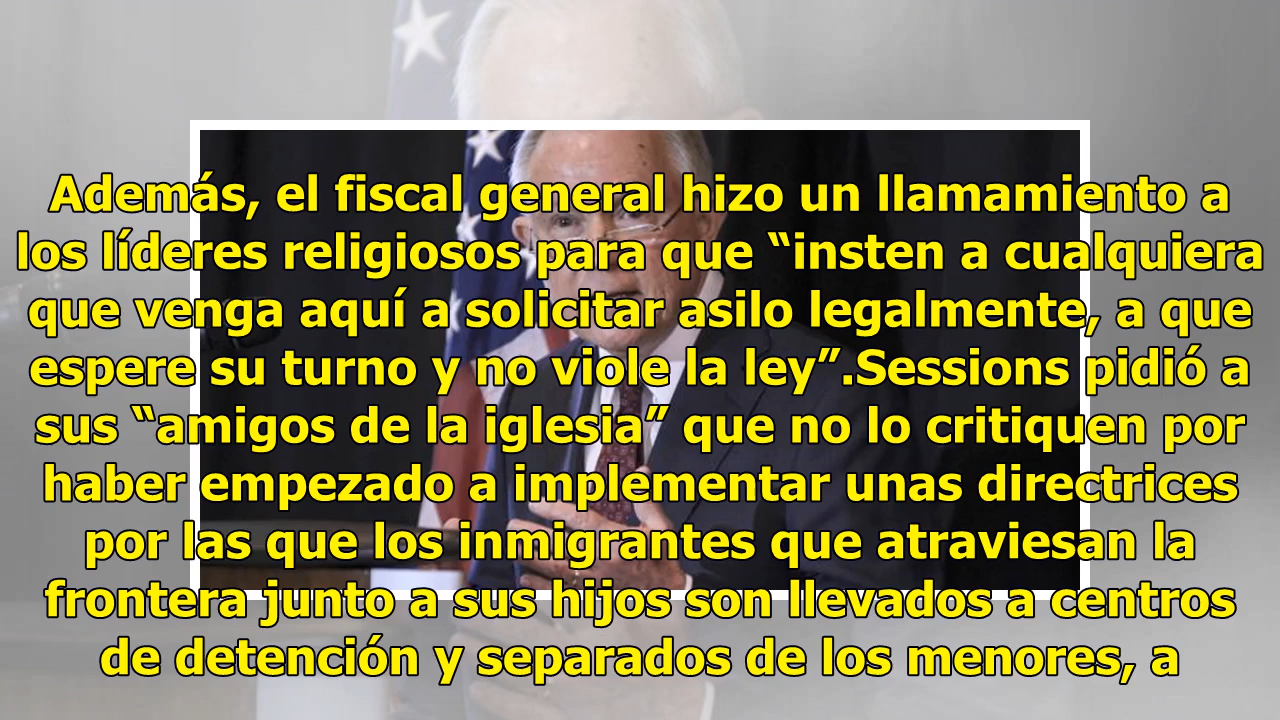 Además, el fiscal general hizo un llamamiento a
los líderes religiosos para que “insten a cualquiera
que venga aquí a solicitar asilo legalmente, a que
espere su turno y no viole la ley”.Sessions pidió a
sus “amigos de la iglesia” que no lo critiquen por
haber empezado a implementar unas directrices
por las que los inmigrantes que atraviesan la
frontera junto a sus hijos son llevados a centros
de detención y separados de los menores, a